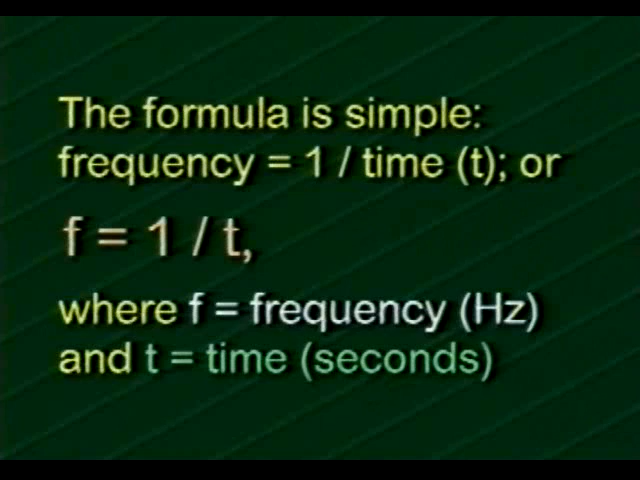 The formula is simple:
frequency = 1 / time (t); or
f = 1 / t,
where f = frequency (Hz)
and t = time (seconds)